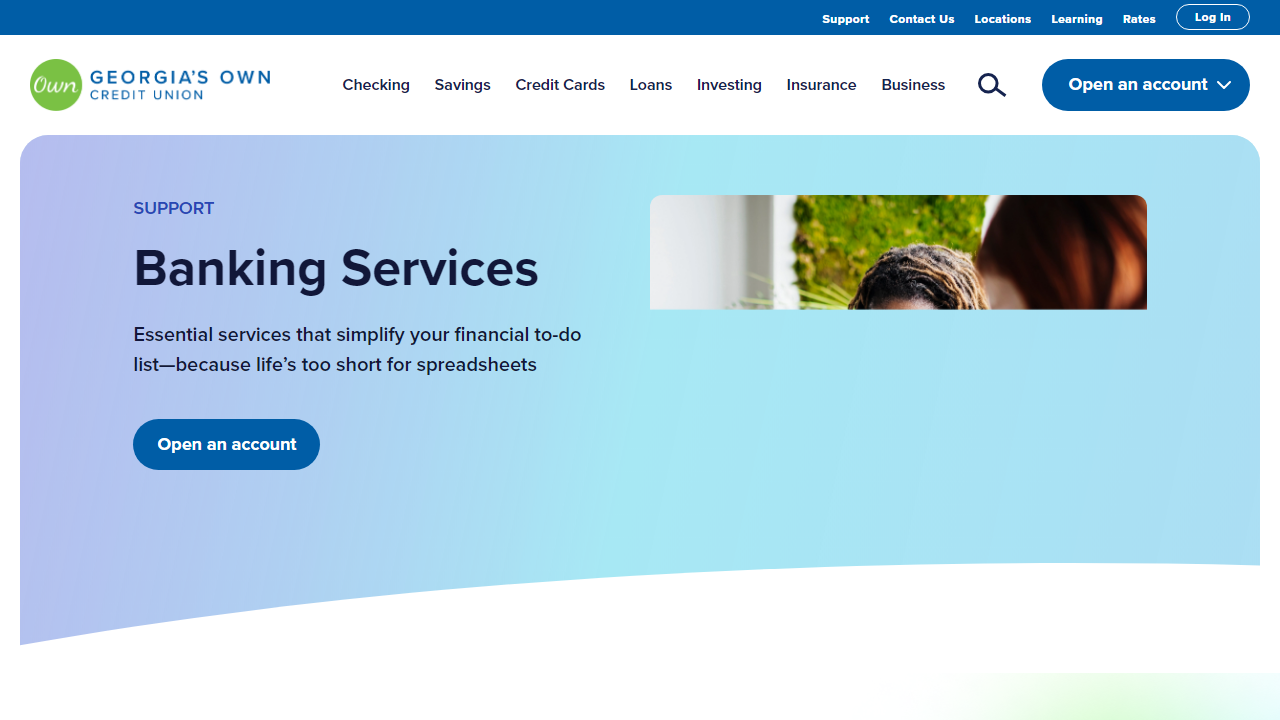 Support Contact Us Locations Learning Rates Log In
Own GEORGIA'S OWN
CREDIT UNION
Checking Savings Credit Cards Loans Investing Insurance Business Open an account
SUPPORT
Banking Services
Essential services that simplify your financial to-do
list—because life’s too short for spreadsheets
Open an account